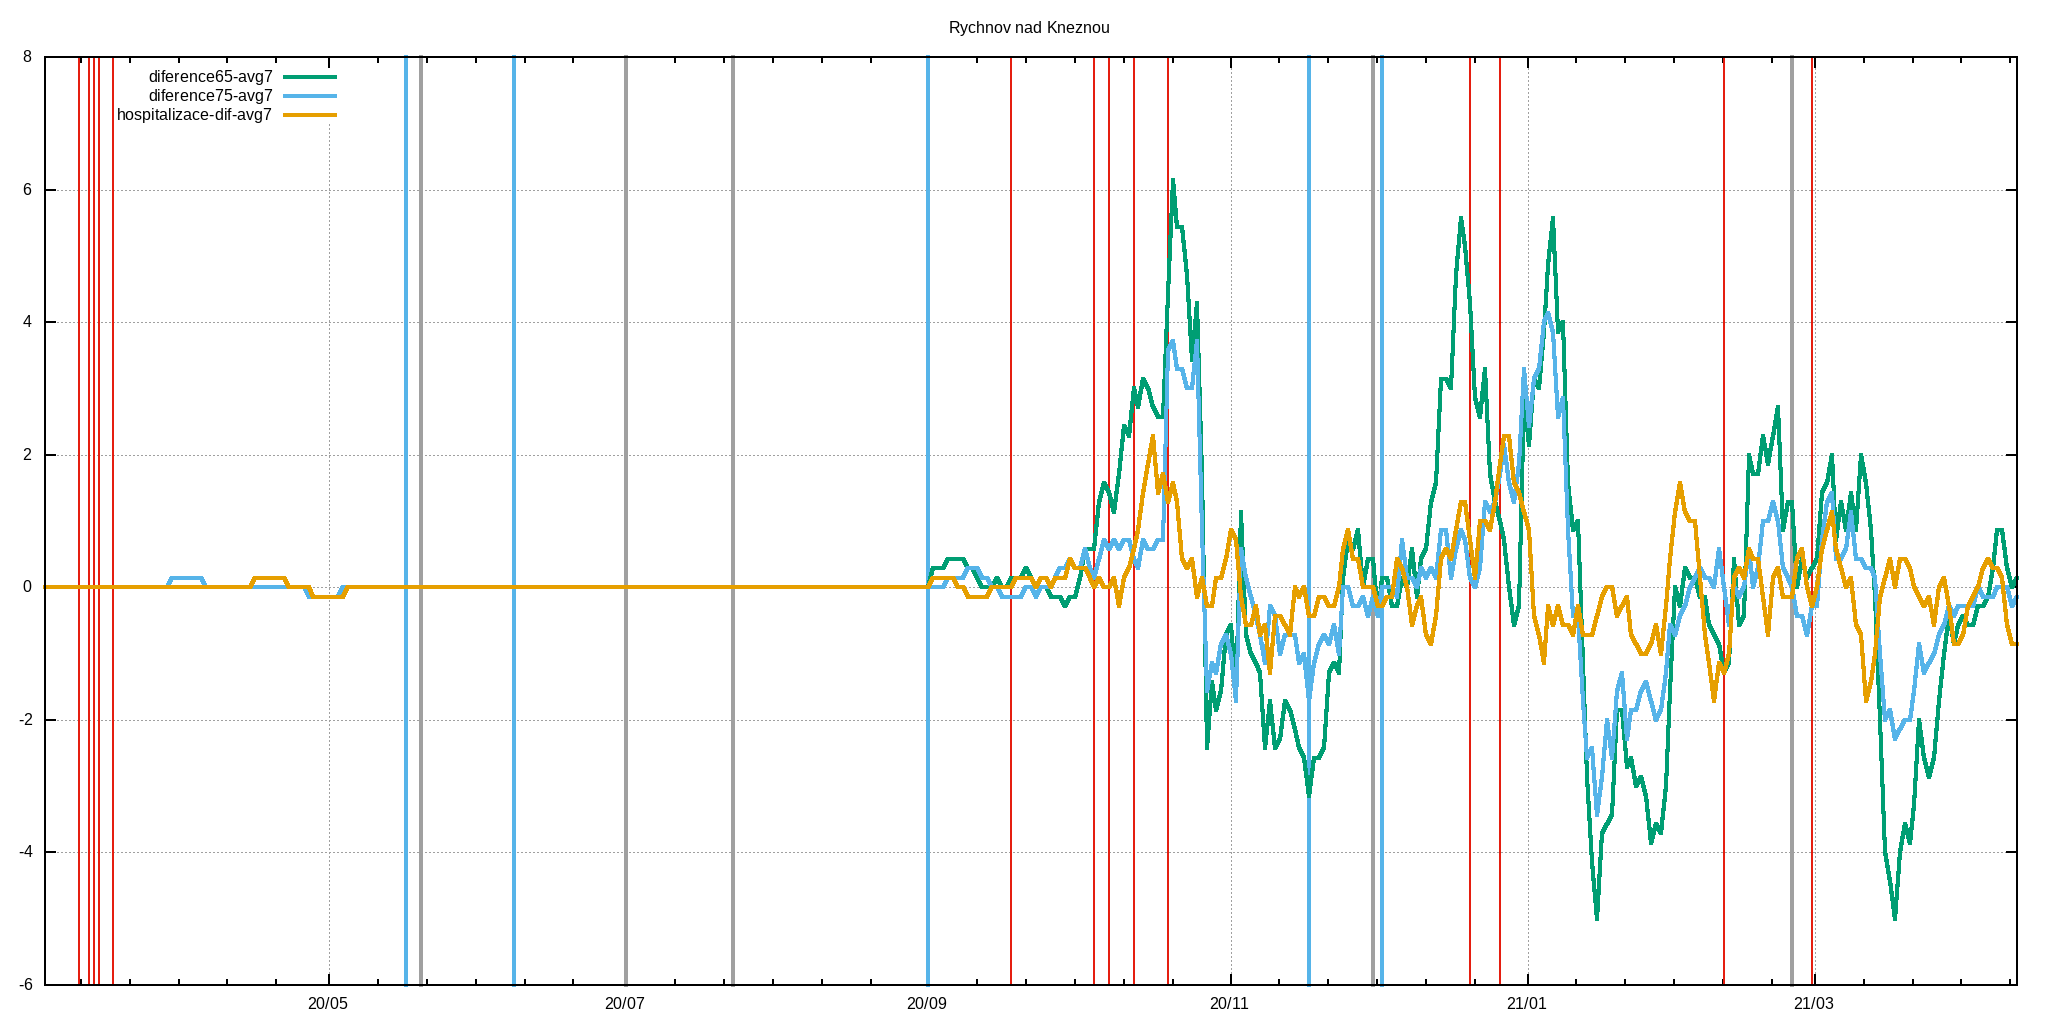 Rychnov nad Kneznou
8
diference65-avg7
diference75-avg7
hospitalizace-dif-avg7
6
4
2
0
-2
-4
-6
20/05 20/07 20/09 20/11 21/01 21/03